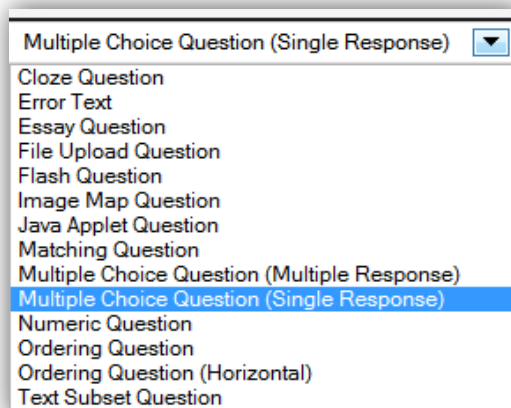 Multiple Choice Question (Single Response)
Cloze Question
Error Text
Essay Question
File Upload Question
Flash Question
Image Map Question
Java Applet Question
Matching Question
Multiple Choice Question (Multiple Response)
Multiple Choice Question (Single Response)
Numeric Question
Ordering Question
Ordering Question (Horizontal)
Text Subset Question